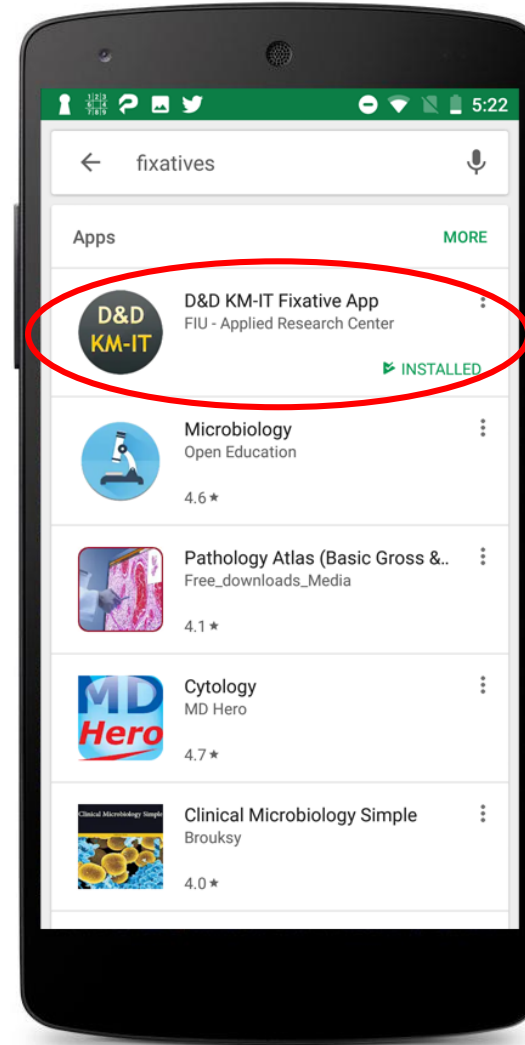 5:22
fixatives
Apps
MORE
D&D
KM-IT
D&D KM-IT Fixative App
FIU - Applied Research Center
INSTALLED
Microbiology
Open Education
4.6★
Pathology Atlas (Basic Gross &..
Free_downloads_Media
4.1★
MD
Hero
Cytology
MD Hero
4.7★
Clinical Microbiology Simple
Clinical Microbiology Simple
Brouksy
4.0★